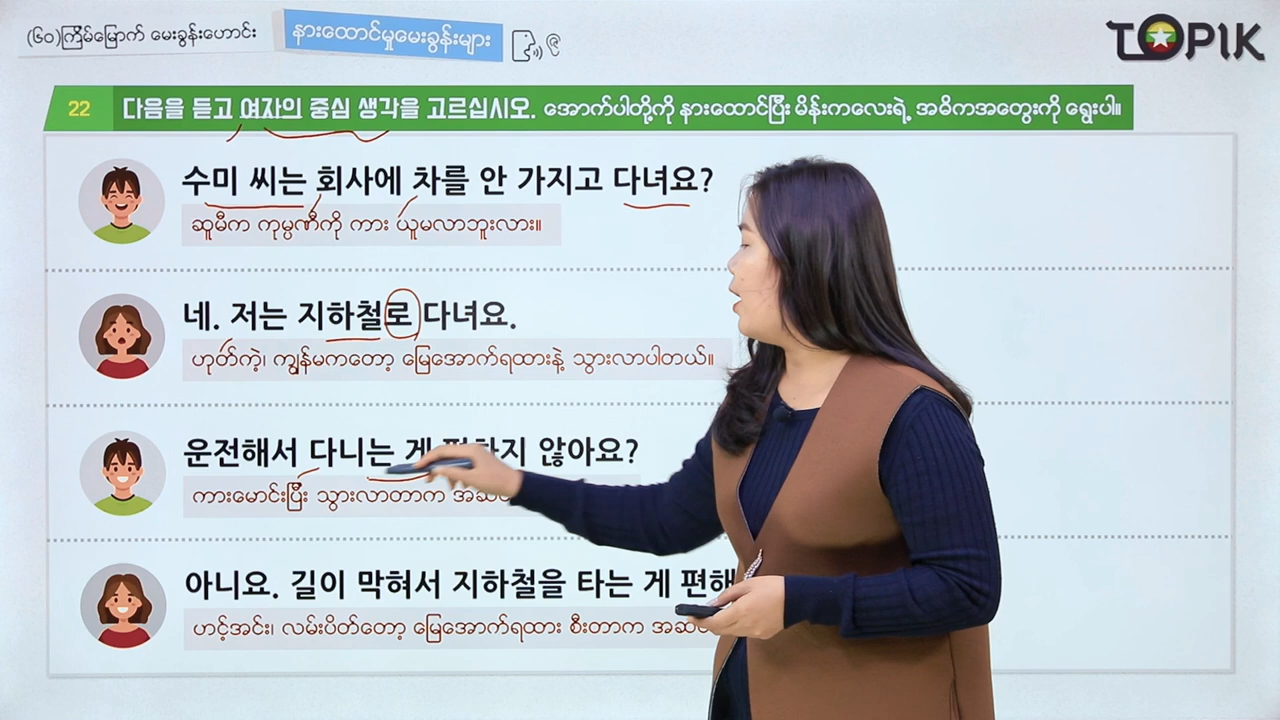 (၆၀)ကြိမ်မြောက် မေးခွန်းဟောင်း
နားထောင်မှုမေးခွန်းများ
TOPIK
22 다음을 듣고 여자의 중심 생각을 고르십시오. အောက်ပါတို့ကို နားထောင်ပြီး မိန်းကလေးရဲ့ အဓိကအတွေးကို ရွေးပါ။
수미 씨는 회사에 차를 안 가지고 다녀요?
ဆူမီက ကုမ္ပဏီကို ကား ယူမလာဘူးလား။
네. 저는 지하철로 다녀요.
ဟုတ်ကဲ့၊ ကျွန်မကတော့ မြေအောက်ရထားနဲ့ သွားလာပါတယ်။
운전해서 다니는 게 않아요?
ကားမောင်းပြီး သွားလာတာက
아니요. 길이 막혀서 지하철을 타는 게 편해
ဟင့်အင်း၊ လမ်းပိတ်တော့ မြေအောက်ရထား စီးတာက